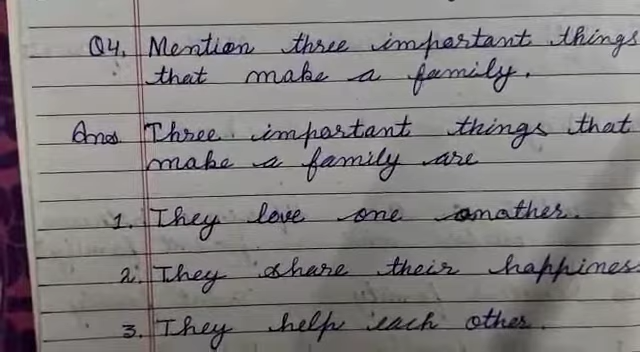 Q4. Mention three important things
that make a family.
Ans Three important things that
make a family are
1. They love one another.
2. They share their happines
3. They help each other.